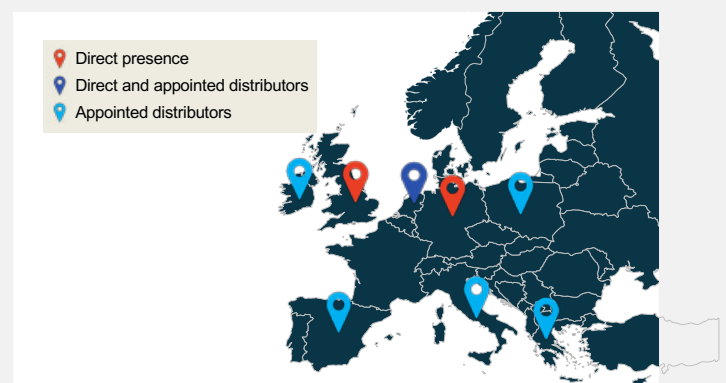 Direct presence
Direct and appointed distributors
Appointed distributors